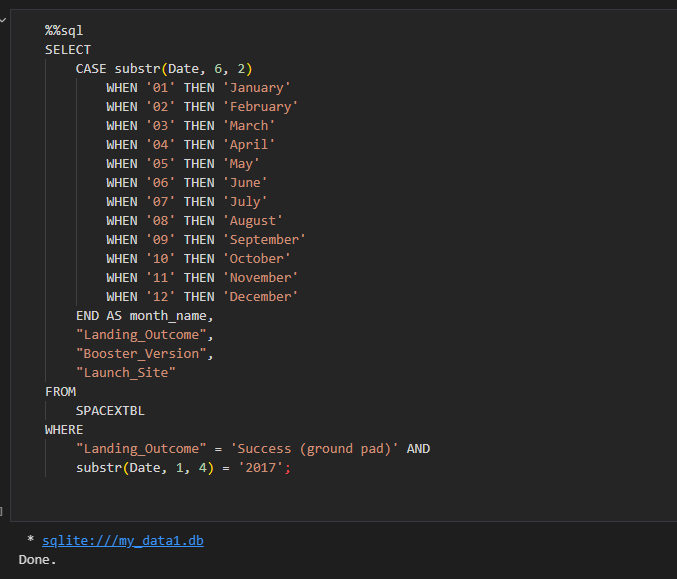 %%sql
SELECT
    CASE substr(Date, 6, 2)
        WHEN '01' THEN 'January'
        WHEN '02' THEN 'February'
        WHEN '03' THEN 'March'
        WHEN '04' THEN 'April'
        WHEN '05' THEN 'May'
        WHEN '06' THEN 'June'
        WHEN '07' THEN 'July'
        WHEN '08' THEN 'August'
        WHEN '09' THEN 'September'
        WHEN '10' THEN 'October'
        WHEN '11' THEN 'November'
        WHEN '12' THEN 'December'
    END AS month_name,
    "Landing_Outcome",
    "Booster_Version",
    "Launch_Site"
FROM
    SPACEXTBL
WHERE
    "Landing_Outcome" = 'Success (ground pad)' AND
    substr(Date, 1, 4) = '2017';
* sqlite:///my_data1.db
Done.